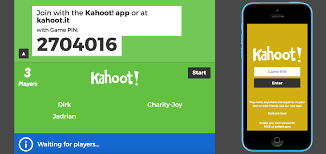 Join with the Kahoot! app or at
kahoot.it
with Game PIN:
2704016
3
Players
Kahoot!
Start
Dirk
Charity-Joy
Jadrian
Waiting for players...
Kahoot!
Game PIN
Enter